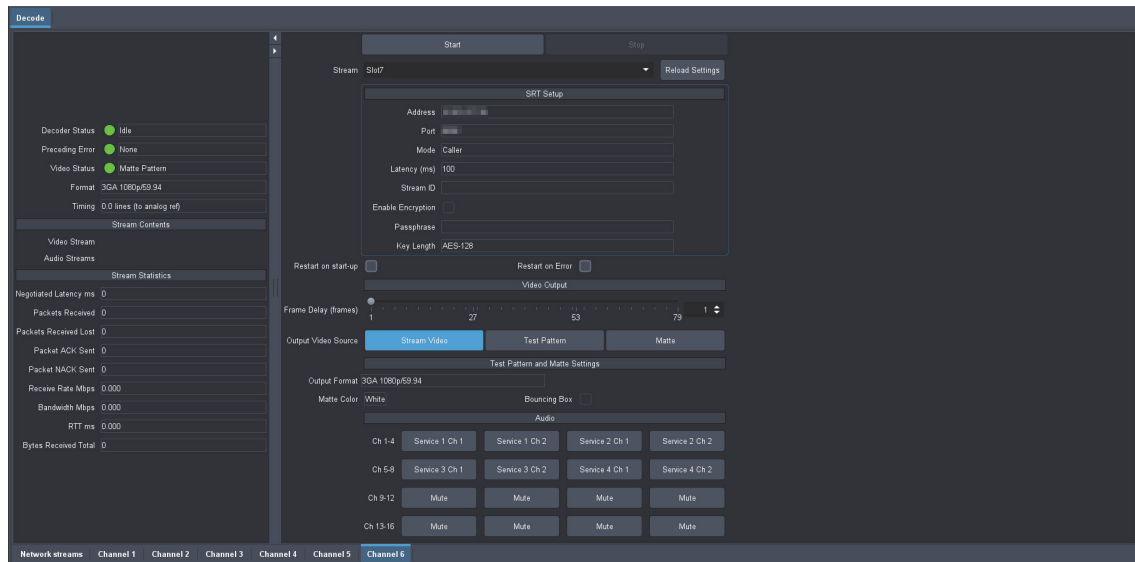 Decode
Start Stop
Stream Slot7 Reload Settings
SRT Setup
Address
Port
Mode Caller
Latency (ms) 100
Stream ID
Enable Encryption
Passphrase
Key Length AES-128
Decoder Status Idle
Preceding Error None
Video Status Matte Pattern
Format 3GA 1080p/59.94
Timing 0.0 lines (to analog ref)
Stream Contents
Video Stream
Audio Streams
Stream Statistics
Negotiated Latency ms 0
Packets Received 0
Packets Received Lost 0
Packet ACK Sent 0
Packet NACK Sent 0
Receive Rate Mbps 0.000
Bandwidth Mbps 0.000
RTT ms 0.000
Bytes Received Total 0
Restart on start-up Restart on Error
Video Output
Frame Delay (frames) 1 27 53 79 1
Output Video Source Stream Video Test Pattern Matte
Test Pattern and Matte Settings
Output Format 3GA 1080p/59.94
Matte Color White Bouncing Box
Audio
Ch 1-4 Service 1 Ch 1 Service 1 Ch 2 Service 2 Ch 1 Service 2 Ch 2
Ch 5-8 Service 3 Ch 1 Service 3 Ch 2 Service 4 Ch 1 Service 4 Ch 2
Ch 9-12 Mute Mute Mute Mute
Ch 13-16 Mute Mute Mute Mute
Network streams Channel 1 Channel 2 Channel 3 Channel 4 Channel 5 Channel 6